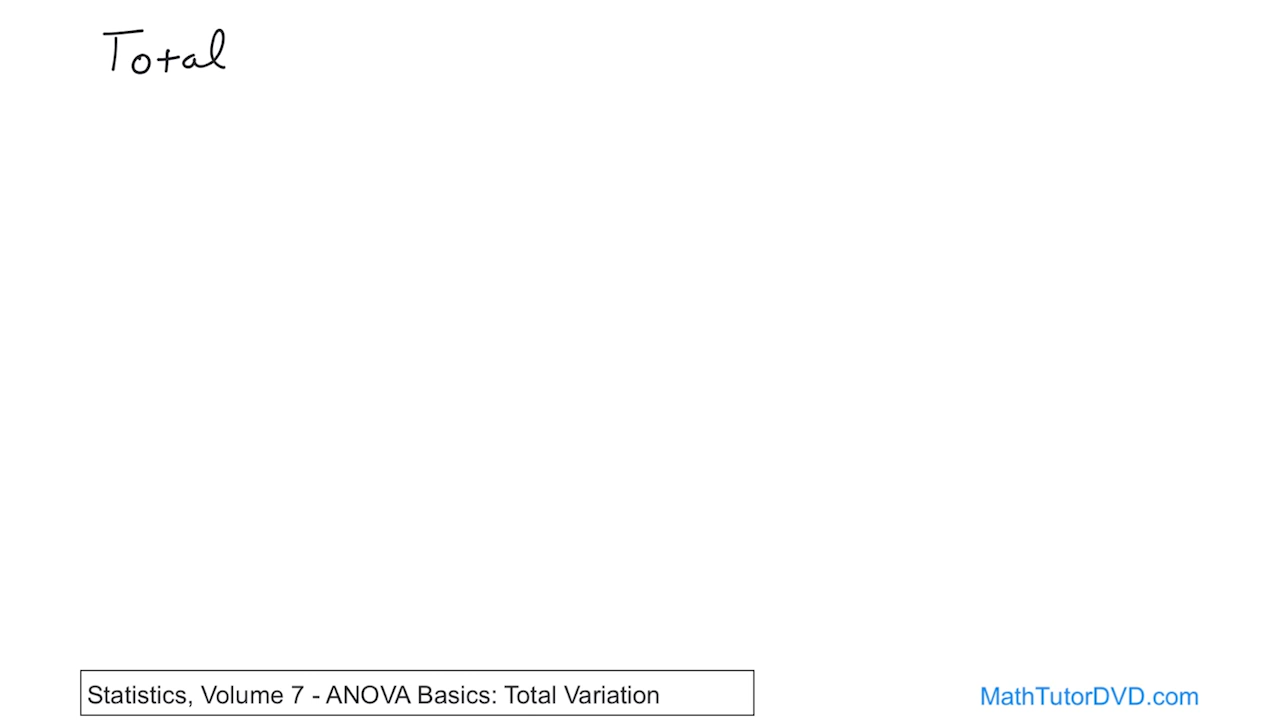 Total
Statistics, Volume 7 - ANOVA Basics: Total Variation
MathTutorDVD.com